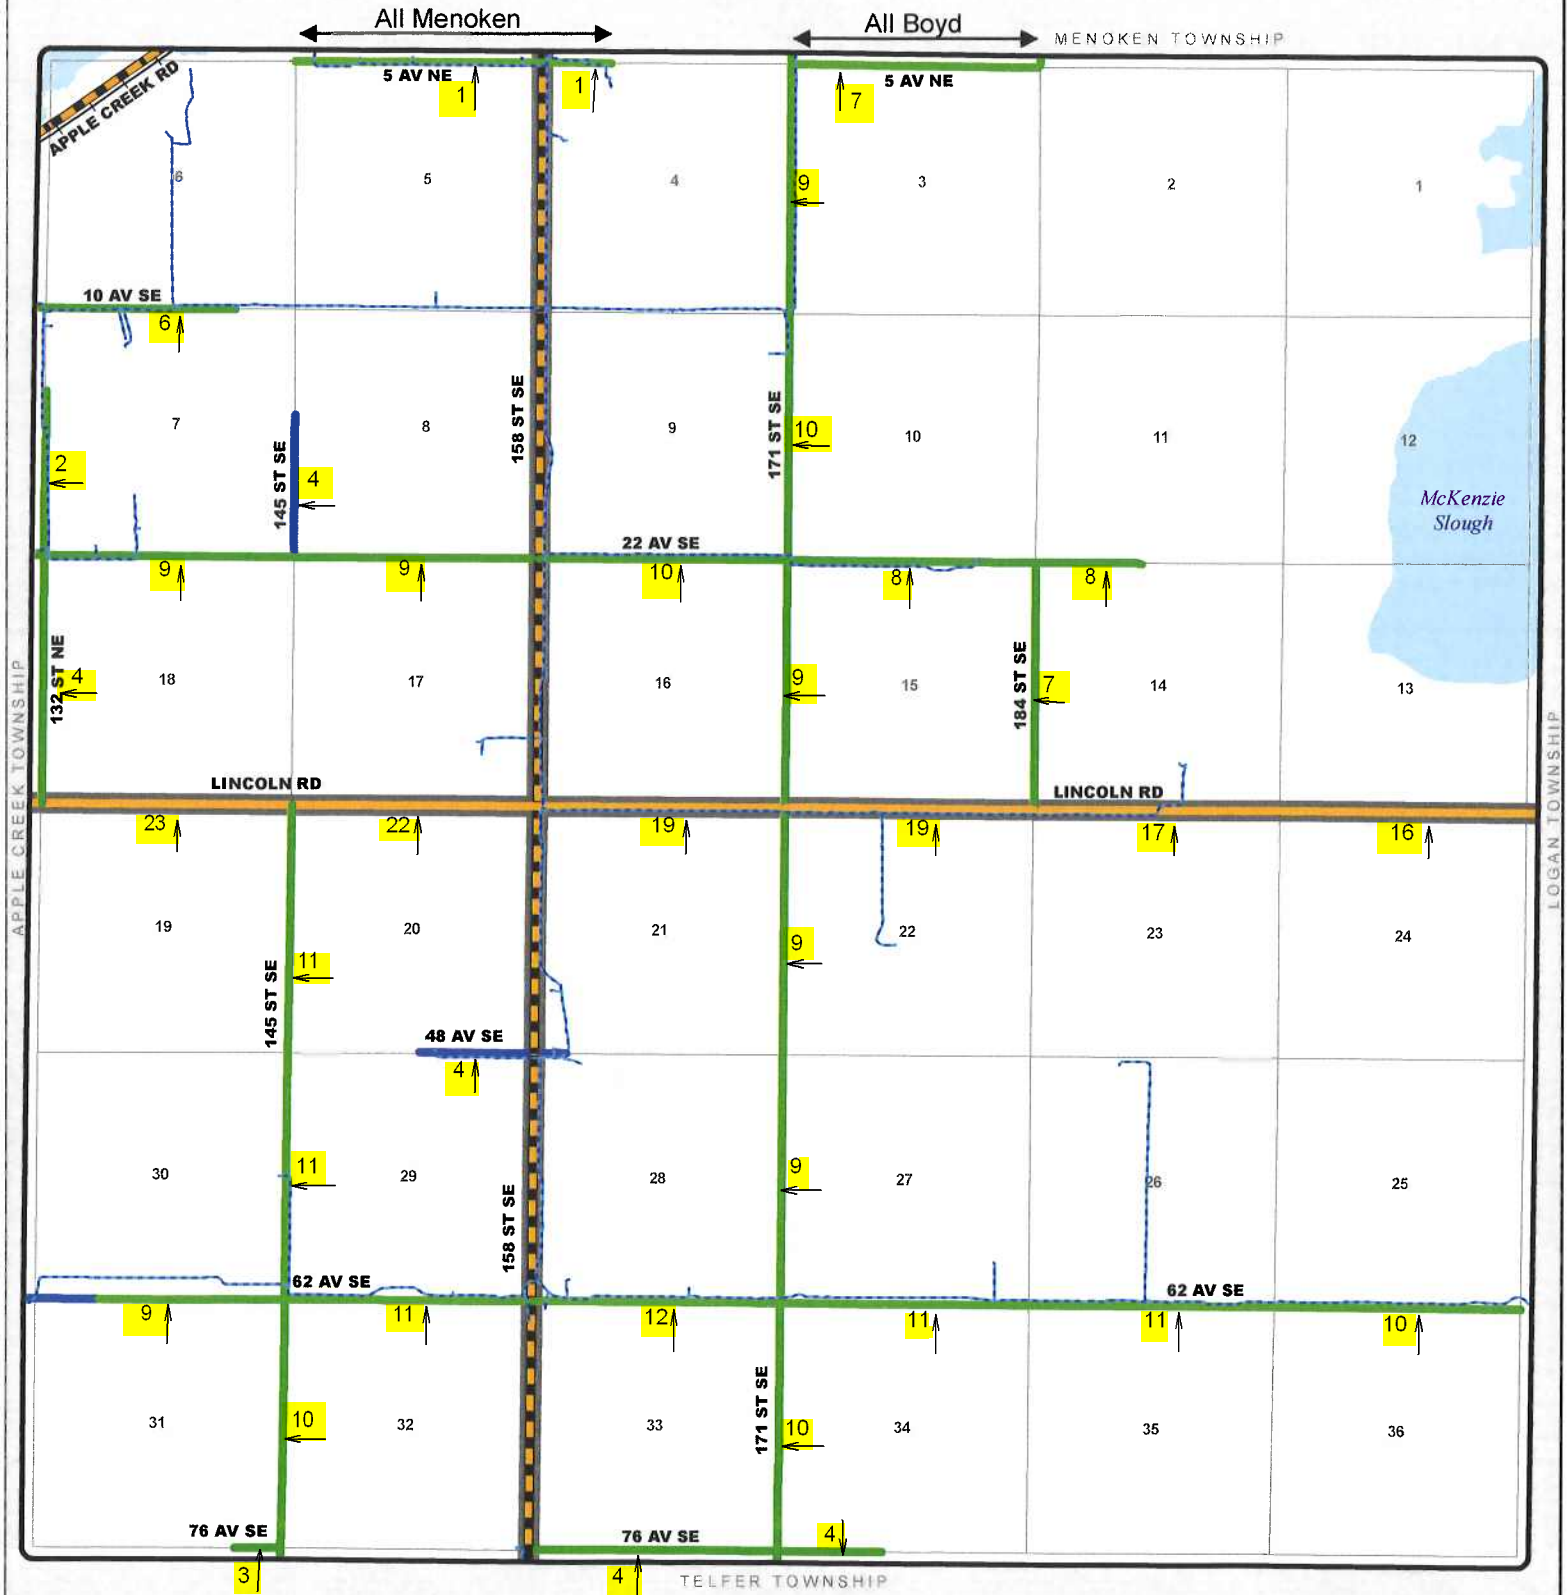 All Menoken
All Boyd
MENOKEN TOWNSHIP
5 AV NE
5 AV NE
1
1
7
APPLE CREEK RD
6
5
4
9
3
2
1
10 AV SE
6
7
8
9
10
11
12
2
145 ST SE
4
158 ST SE
171 ST SE
10
McKenzie
Slough
22 AV SE
9
9
10
8
8
132 ST NE
4
18
17
16
9
15
184 ST SE
7
14
13
APPLE CREEK TOWNSHIP
LOGAN TOWNSHIP
LINCOLN RD
LINCOLN RD
23
22
19
19
17
16
19
20
21
9
22
23
24
145 ST SE
11
48 AV SE
4
30
11
29
28
9
27
26
25
158 ST SE
62 AV SE
62 AV SE
9
11
12
11
11
10
31
10
32
33
171 ST SE
10
34
35
36
76 AV SE
76 AV SE
4
3
4
TELFER TOWNSHIP